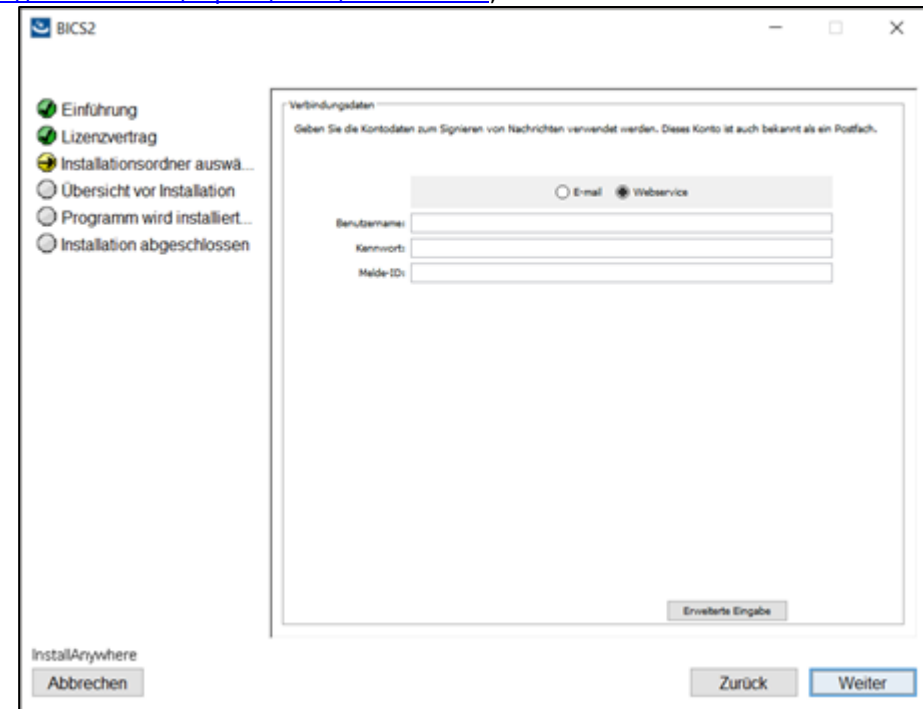 BICS2
Einführung
Lizenzvertrag
Installationsordner auswä...
Übersicht vor Installation
Programm wird installiert...
Installation abgeschlossen
Verbindungsdaten
Geben Sie die Kontodaten zum Signieren von Nachrichten verwendet werden. Dieses Konto ist auch bekannt als ein Postfach.
E-mail Webservice
Benutzername:
Kennwort:
Melde-ID:
Erweiterte Eingabe
InstallAnywhere
Abbrechen Zurück Weiter